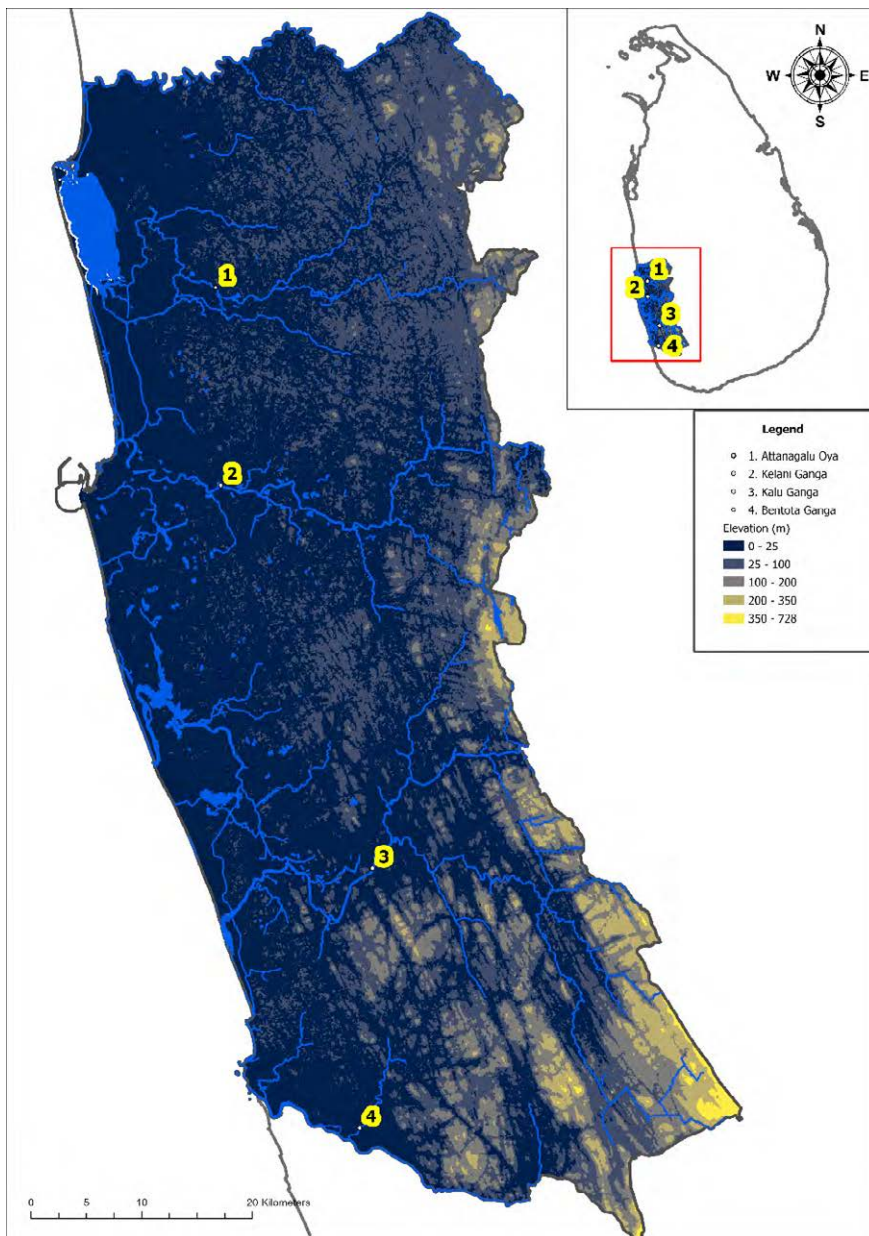 1
2
3
4
N
W E
S
1
2
3
4
Legend
1. Attanagalu Oya
2. Kelani Ganga
3. Kalu Ganga
4. Bentota Ganga
Elevation (m)
0 - 25
25 - 100
100 - 200
200 - 350
350 - 728
0 5 10 20 Kilometers